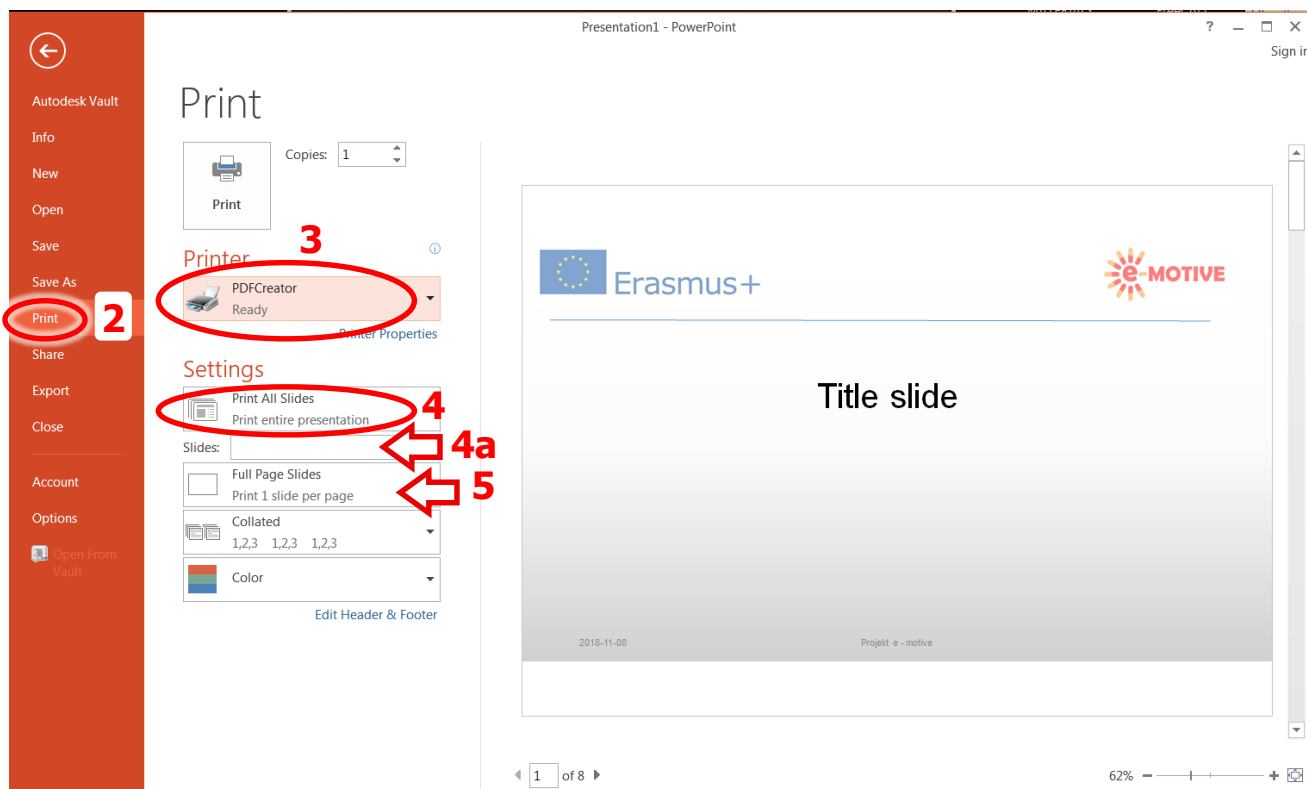 Presentation1 - PowerPoint
?
Sign in
Autodesk Vault
Info
New
Open
Save
Save As
Print
2
Share
Export
Close
Account
Options
Open From
Vault
Print
Print
Copies: 1
3
Printer
PDFCreator
Ready
Printer Properties
Settings
Print All Slides
Print entire presentation
4
Slides:
4a
Full Page Slides
Print 1 slide per page
5
Collated
1,2,3 1,2,3 1,2,3
Color
Edit Header & Footer
Erasmus+
e-MOTIVE
Title slide
2018-11-08
Projekt e - motive
1 of 8
62%